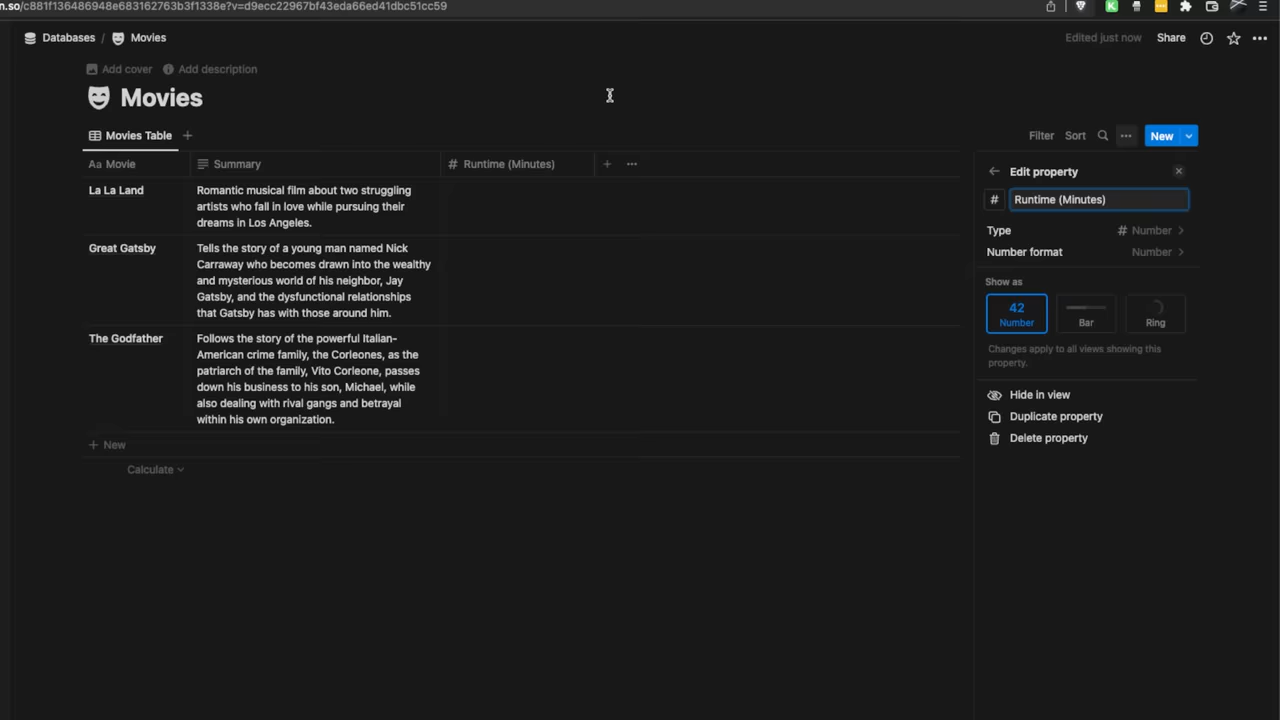 n.so/c881f136486948e683162763b3f1338e?v=d9ecc22967bf43eda66ed41dbc51cc59
Databases / Movies
Edited just now
Share
Add cover
Add description
Movies
Movies Table
Filter
Sort
New
Aa Movie
Summary
# Runtime (Minutes)
La La Land
Romantic musical film about two struggling
artists who fall in love while pursuing their
dreams in Los Angeles.
Great Gatsby
Tells the story of a young man named Nick
Carraway who becomes drawn into the wealthy
and mysterious world of his neighbor, Jay
Gatsby, and the dysfunctional relationships
that Gatsby has with those around him.
The Godfather
Follows the story of the powerful Italian-
American crime family, the Corleones, as the
patriarch of the family, Vito Corleone, passes
down his business to his son, Michael, while
also dealing with rival gangs and betrayal
within his own organization.
+ New
Calculate
Edit property
# Runtime (Minutes)
Type
# Number
Number format
Number
Show as
42
Number
Bar
Ring
Changes apply to all views showing this
property.
Hide in view
Duplicate property
Delete property